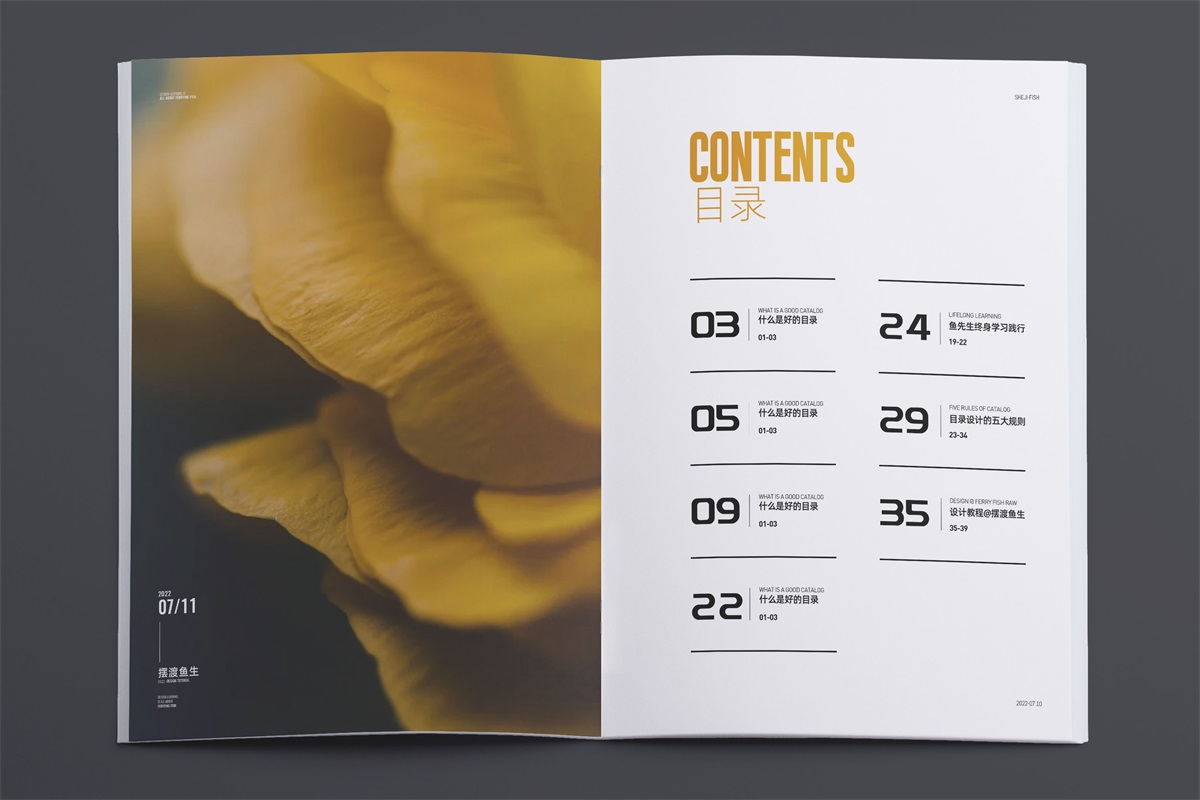 2022
07/11
摆渡鱼生
SHEJI-FISH
CONTENTS
目录
03
WHAT IS A GOOD CATALOG
什么是好的目录
01-03
05
WHAT IS A GOOD CATALOG
什么是好的目录
01-03
09
WHAT IS A GOOD CATALOG
什么是好的目录
01-03
22
WHAT IS A GOOD CATALOG
什么是好的目录
01-03
24
LIFELONG LEARNING
鱼先生终身学习践行
19-22
29
FIVE RULES OF CATALOG
目录设计的五大规则
23-34
35
DESIGN @ FERRY FISH RAW
设计教程@摆渡鱼生
35-39
2022-07.10